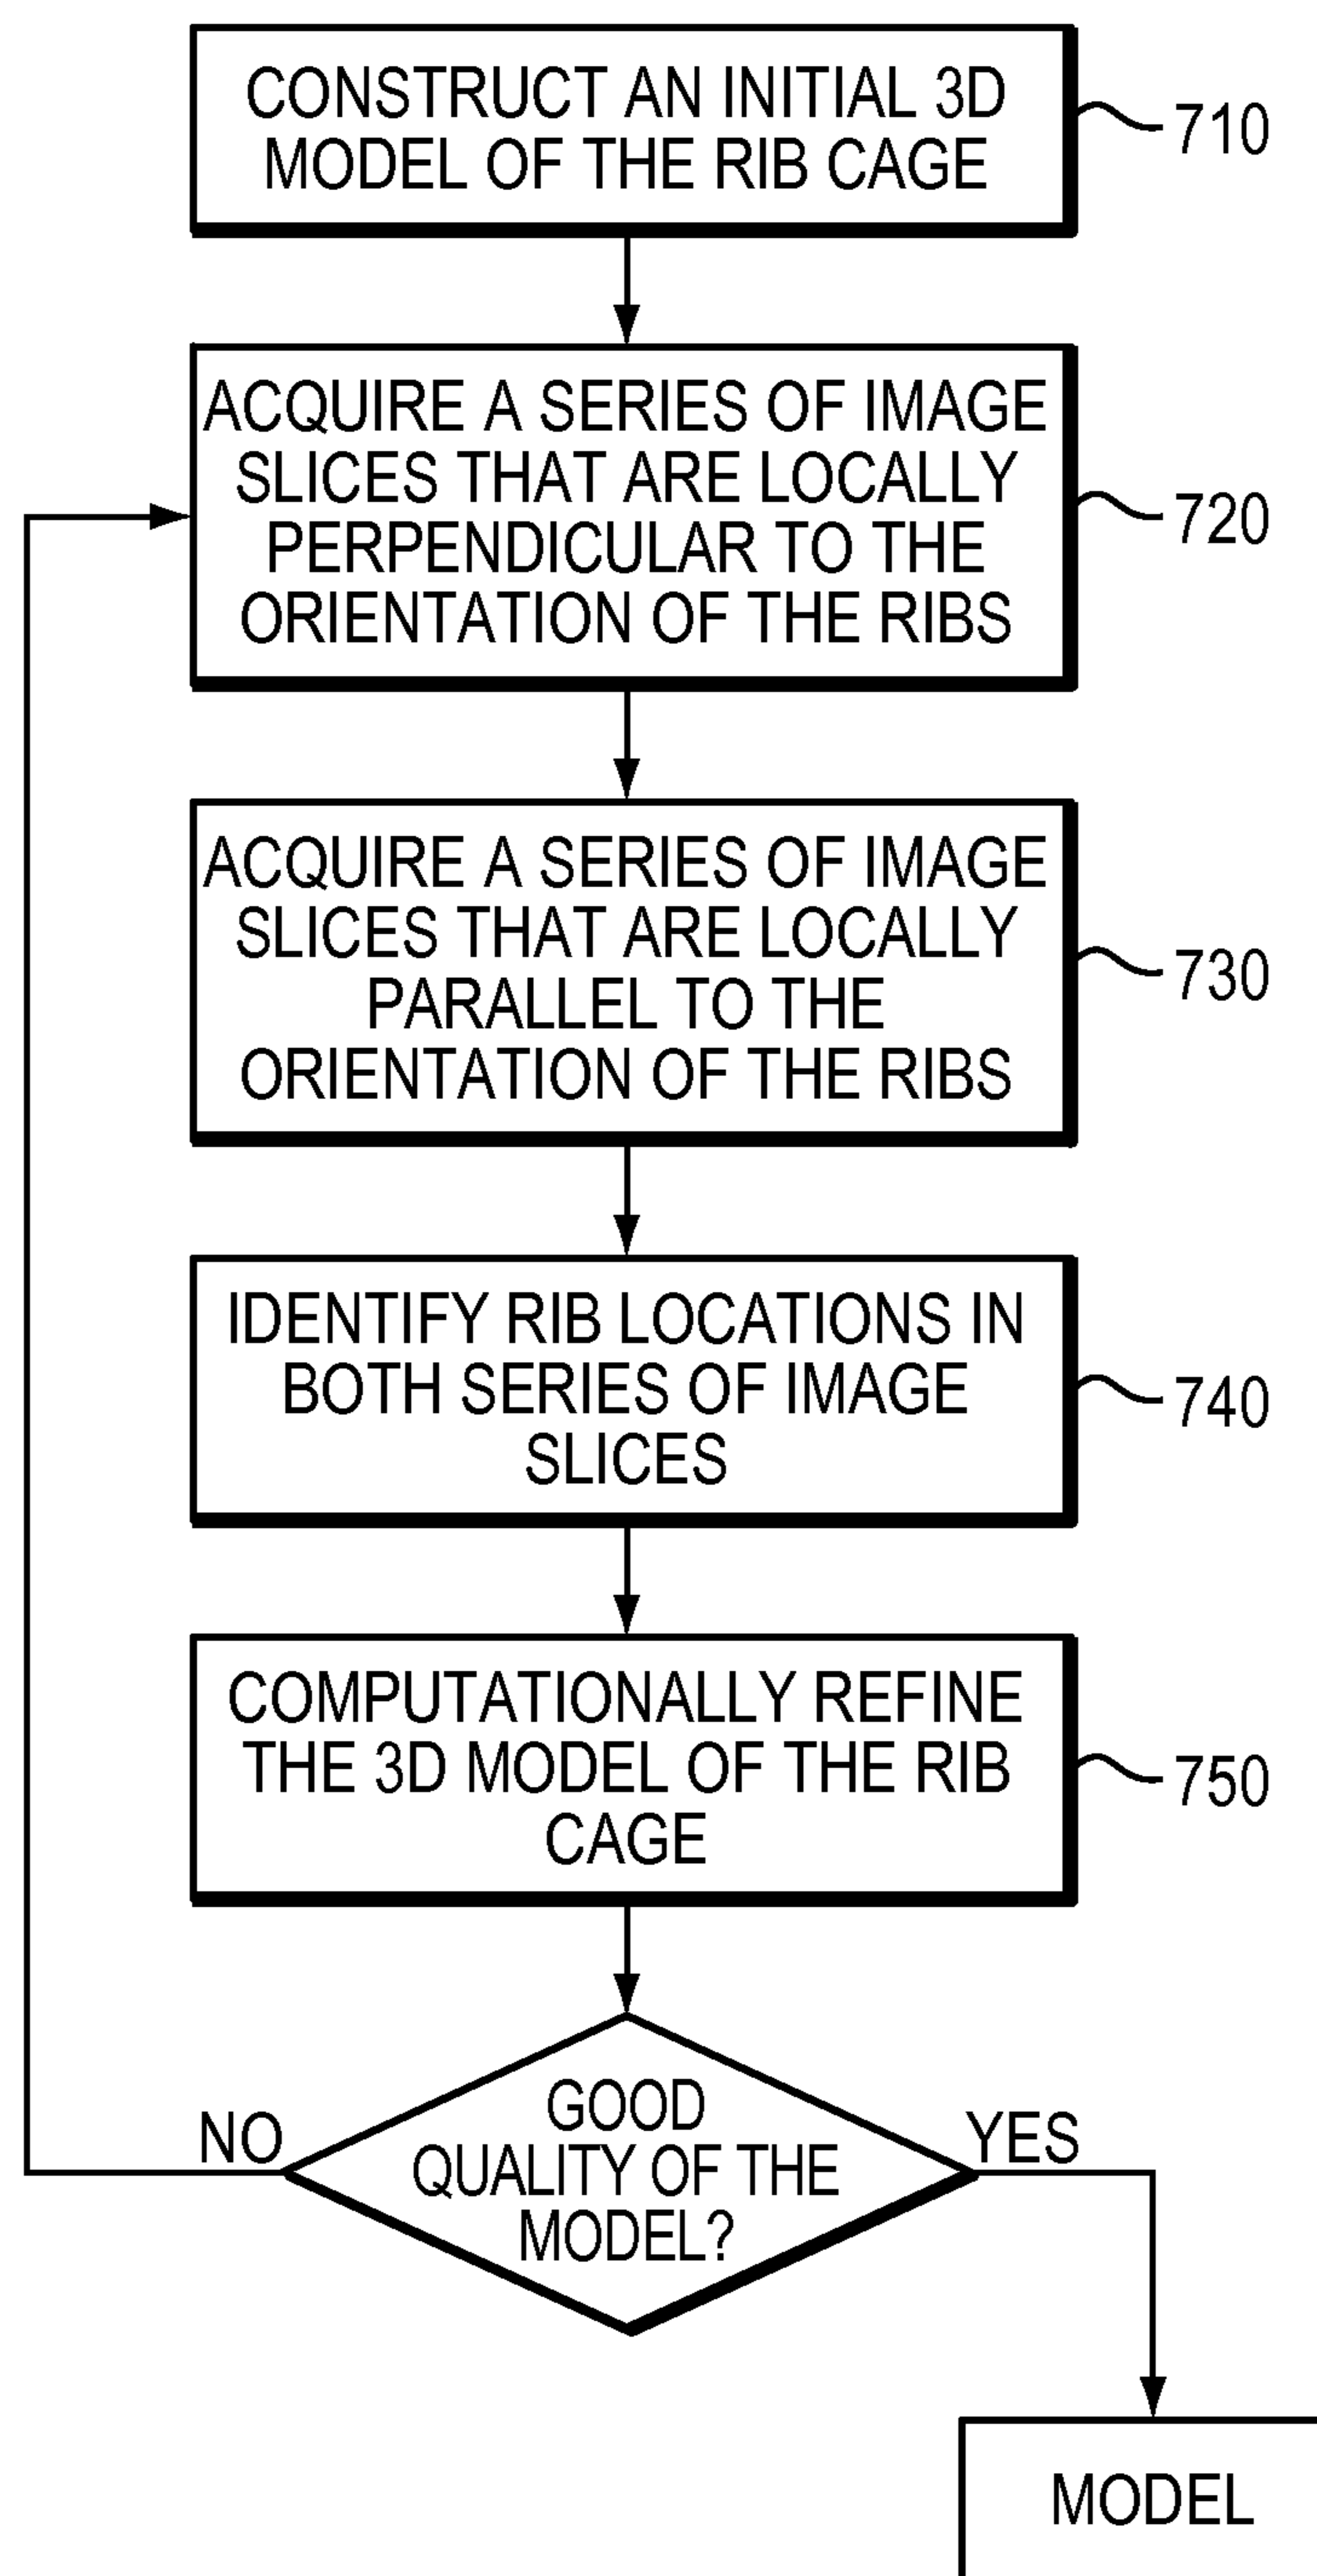 CONSTRUCT AN INITIAL 3D
MODEL OF THE RIB CAGE
710
ACQUIRE A SERIES OF IMAGE
SLICES THAT ARE LOCALLY
PERPENDICULAR TO THE
ORIENTATION OF THE RIBS
720
ACQUIRE A SERIES OF IMAGE
SLICES THAT ARE LOCALLY
PARALLEL TO THE
ORIENTATION OF THE RIBS
730
IDENTIFY RIB LOCATIONS IN
BOTH SERIES OF IMAGE
SLICES
740
COMPUTATIONALLY REFINE
THE 3D MODEL OF THE RIB
CAGE
750
GOOD
QUALITY OF THE
MODEL?
NO
YES
MODEL